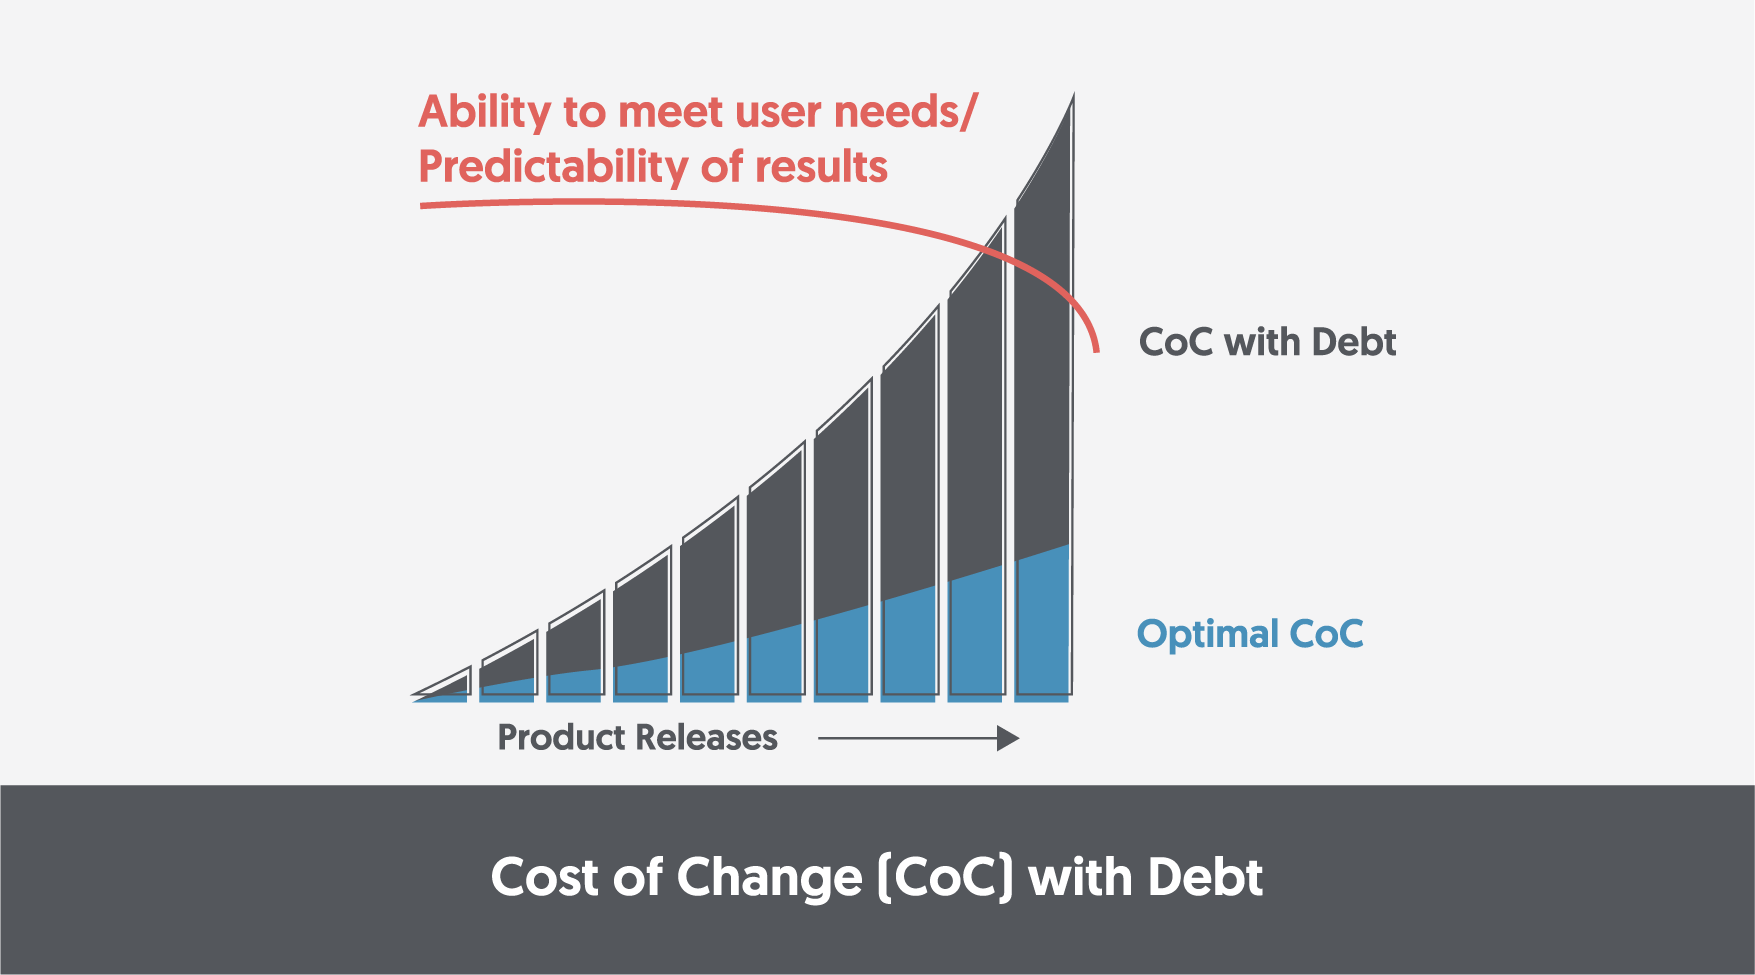 Ability to meet user needs/
Predictability of results
CoC with Debt
Optimal CoC
Product Releases
Cost of Change (CoC) with Debt